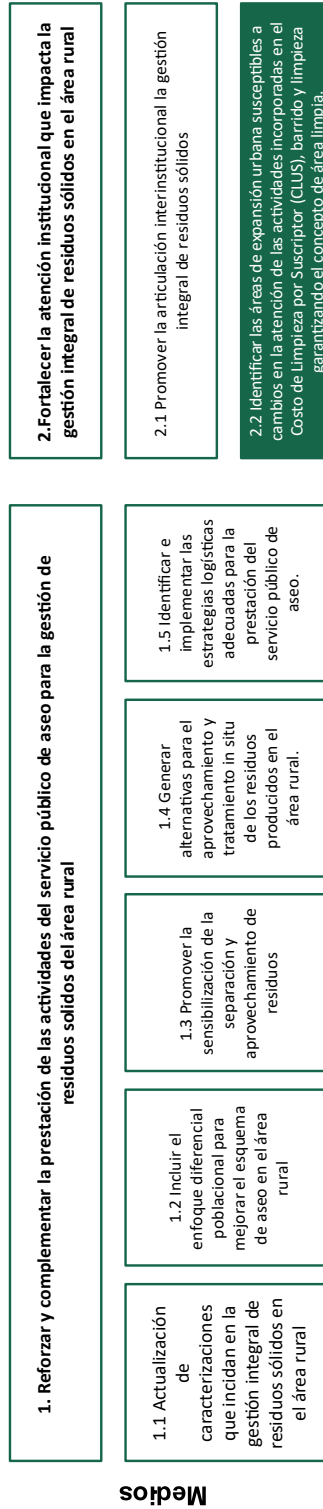 Medios
1. Reforzar y complementar la prestación de las actividades del servicio público de aseo para la gestión de
residuos solidos del área rural
1.1 Actualización
de
caracterizaciones
que incidan en la
gestión integral de
residuos sólidos en
el área rural
1.2 Incluir el
enfoque diferencial
poblacional para
mejorar el esquema
de aseo en el área
rural
1.3 Promover la
sensibilización de la
separación y
aprovechamiento de
residuos
1.4 Generar
alternativas para el
aprovechamiento y
tratamiento in situ
de los residuos
producidos en el
área rural.
1.5 Identificar e
implementar las
estrategias logísticas
adecuadas para la
prestación del
servicio público de
aseo.
2.Fortalecer la atención institucional que impacta la
gestión integral de residuos sólidos en el área rural
2.1 Promover la articulación interinstitucional la gestión
integral de residuos sólidos
2.2 Identificar las áreas de expansión urbana susceptibles a
cambios en la atención de las actividades incorporadas en el
Costo de Limpieza por Suscriptor (CLUS), barrido y limpieza
garantizando el concepto de área limpia.